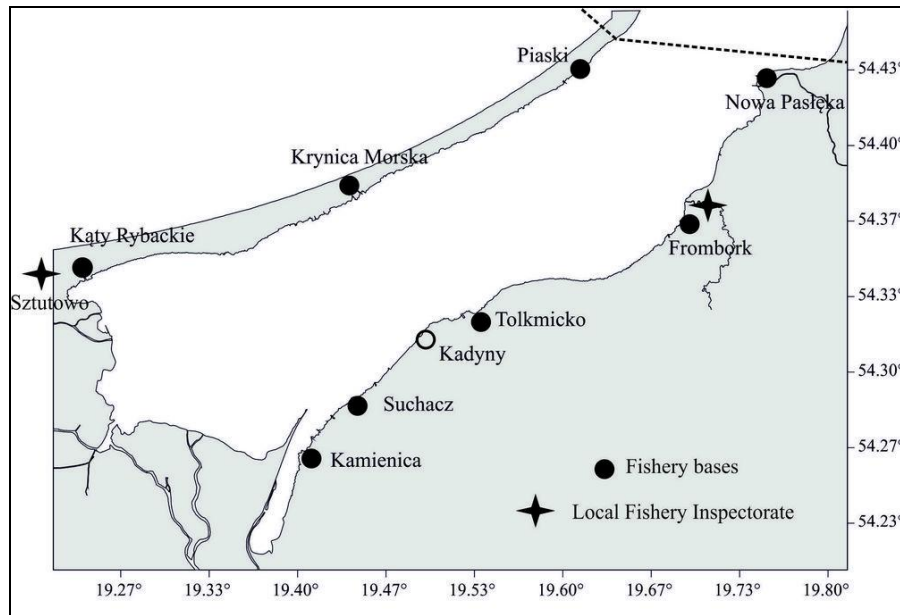 Piaski
54.43°
Nowa Pasłęka
54.40°
Krynica Morska
54.37°
Kąty Rybackie
Frombork
Sztutowo
54.33°
Tolkmicko
Kadyny
54.30°
Suchacz
54.27°
Kamienica
Fishery bases
Local Fishery Inspectorate
54.23°
19.27° 19.33° 19.40° 19.47° 19.53° 19.60° 19.67° 19.73° 19.80°